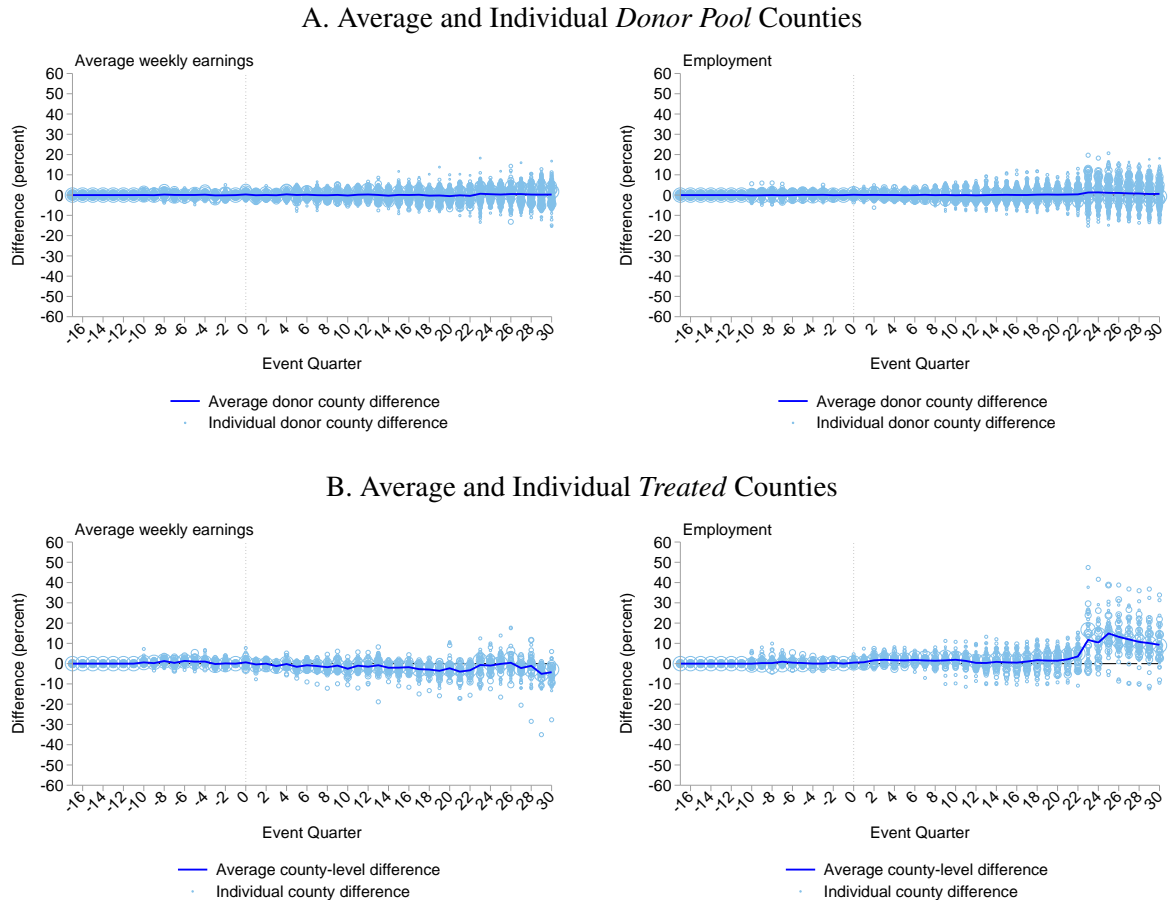 A. Average and Individual Donor Pool Counties
Average weekly earnings
Difference (percent)
60
50
40
30
20
10
0
-10
-20
-30
-40
-50
-60
-16 -14 -12 -10 -8 -6 -4 -2 0 2 4 6 8 10 12 14 16 18 20 22 24 26 28 30
Event Quarter
Average donor county difference
Individual donor county difference
Employment
Difference (percent)
60
50
40
30
20
10
0
-10
-20
-30
-40
-50
-60
-16 -14 -12 -10 -8 -6 -4 -2 0 2 4 6 8 10 12 14 16 18 20 22 24 26 28 30
Event Quarter
Average donor county difference
Individual donor county difference
B. Average and Individual Treated Counties
Average weekly earnings
Difference (percent)
60
50
40
30
20
10
0
-10
-20
-30
-40
-50
-60
-16 -14 -12 -10 -8 -6 -4 -2 0 2 4 6 8 10 12 14 16 18 20 22 24 26 28 30
Event Quarter
Average county-level difference
Individual county difference
Employment
Difference (percent)
60
50
40
30
20
10
0
-10
-20
-30
-40
-50
-60
-16 -14 -12 -10 -8 -6 -4 -2 0 2 4 6 8 10 12 14 16 18 20 22 24 26 28 30
Event Quarter
Average county-level difference
Individual county difference